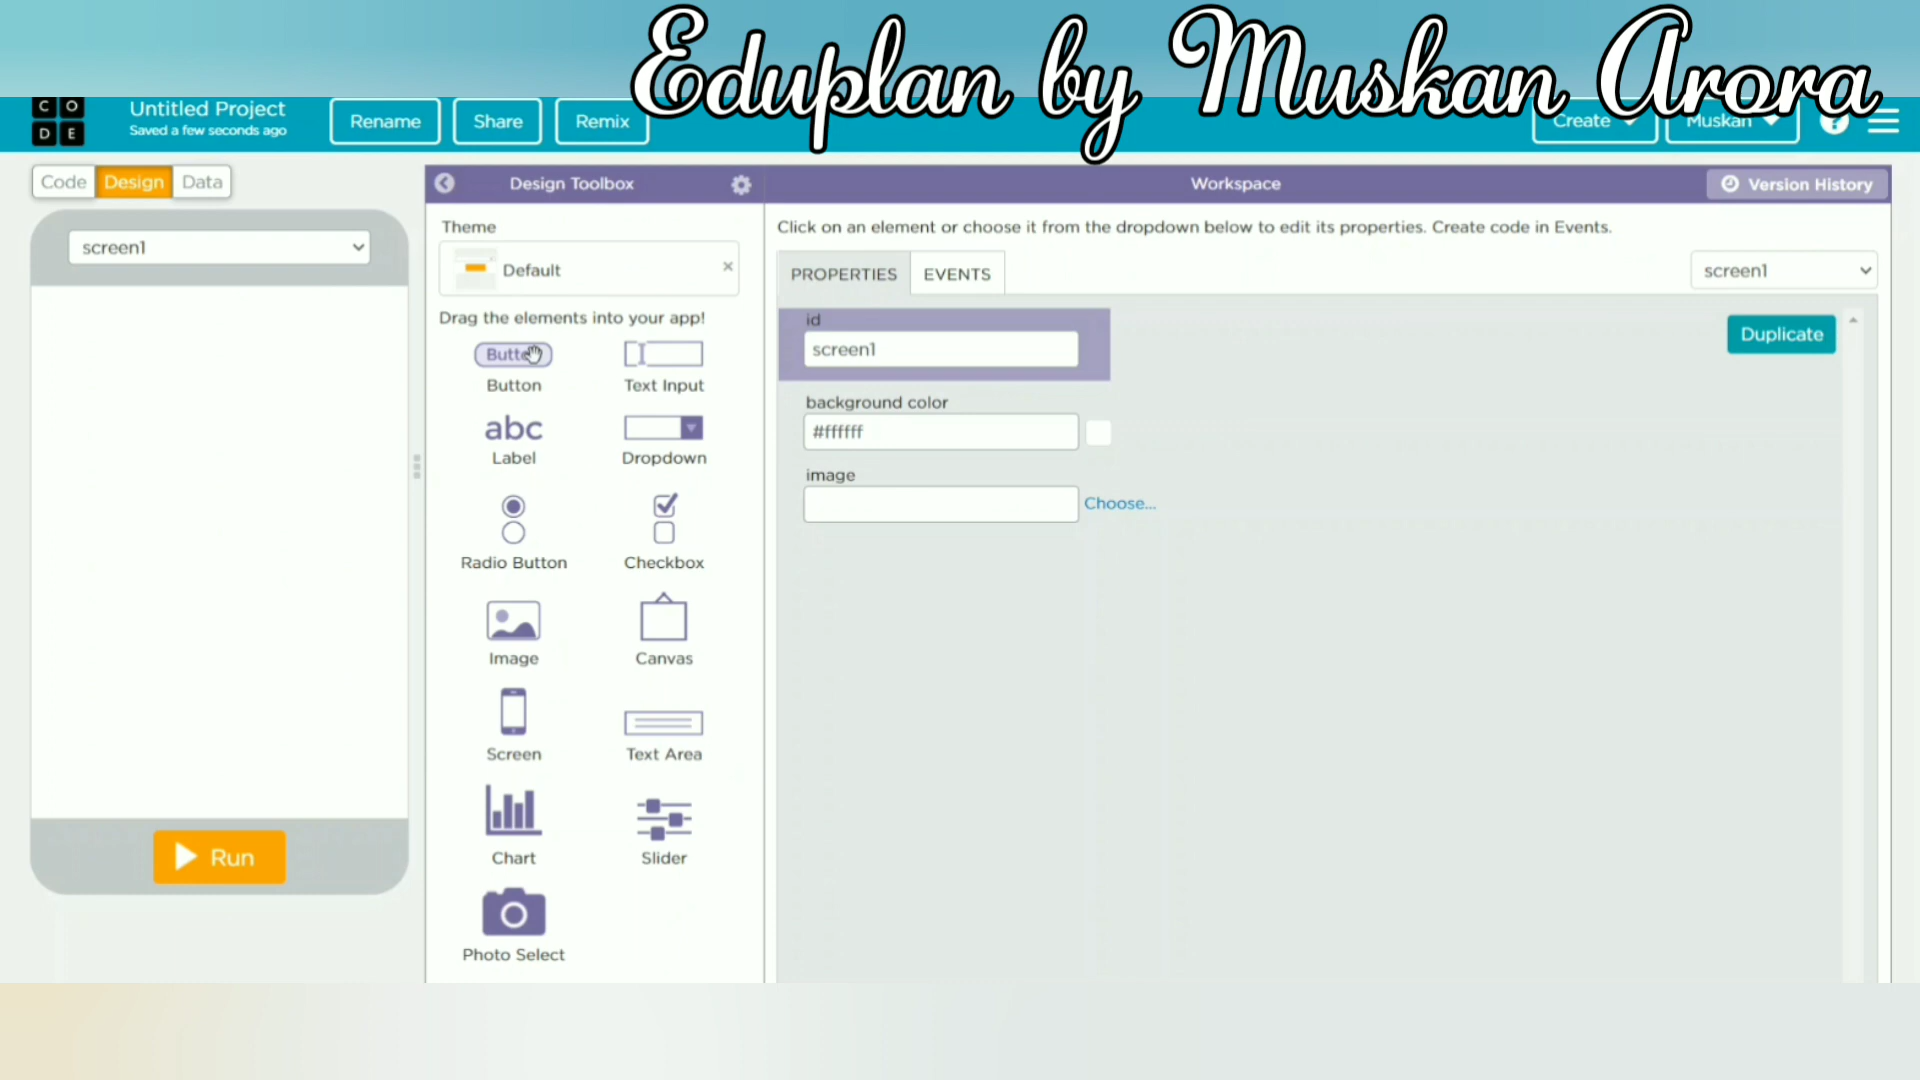 Eduplan by Muskan Arora
C O
D E
Untitled Project
Saved a few seconds ago
Rename
Share
Remix
Create
Muskan
?
Code
Design
Data
Design Toolbox
Workspace
Version History
screen1
Theme
Default
×
Drag the elements into your app!
Button
Text Input
abc
Label
Dropdown
Radio Button
Checkbox
Image
Canvas
Screen
Text Area
Chart
Slider
Photo Select
Click on an element or choose it from the dropdown below to edit its properties. Create code in Events.
PROPERTIES
EVENTS
screen1
id
screen1
Duplicate
background color
#ffffff
image
Choose...
Run